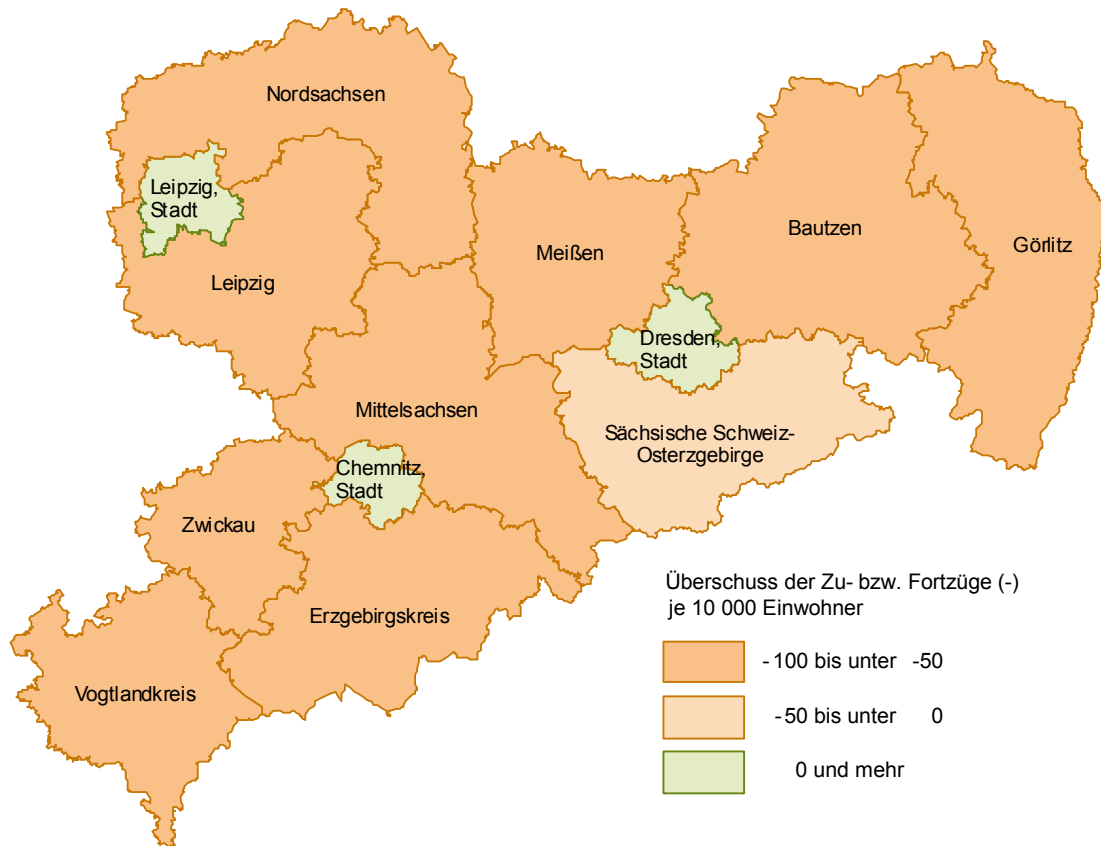 Nordsachsen
Leipzig,
Stadt
Leipzig
Meißen
Bautzen
Görlitz
Dresden,
Stadt
Mittelsachsen
Sächsische Schweiz-
Osterzgebirge
Chemnitz,
Stadt
Zwickau
Erzgebirgskreis
Vogtlandkreis
Überschuss der Zu- bzw. Fortzüge (-)
je 10 000 Einwohner
-100 bis unter -50
-50 bis unter 0
0 und mehr